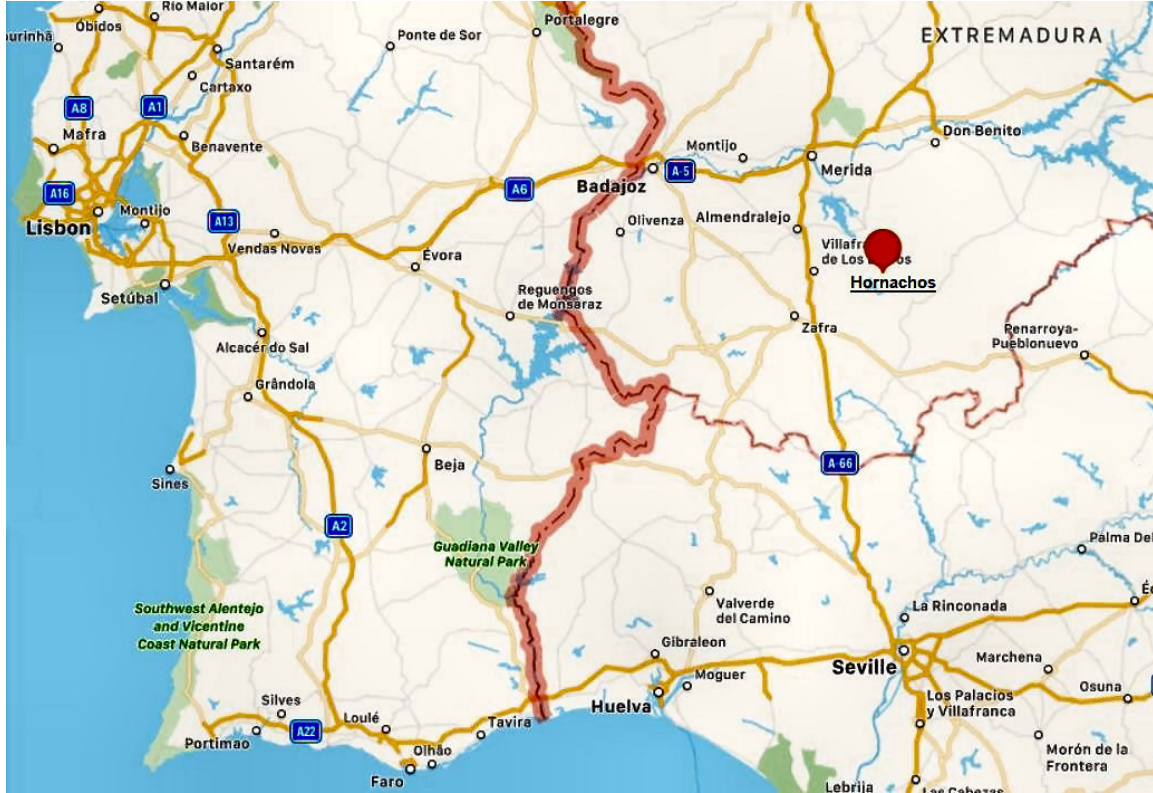 Óbidos
Rio Maior
Santarém
Cartaxo
A8
A1
Mafra
Benavente
A16
Lisbon
Montijo
A13
Vendas Novas
Setúbal
Alcacér do Sal
Grândola
Sines
Ponte de Sor
Portalegre
EXTREMADURA
A6
Badajoz
A-5
Montijo
Merida
Don Benito
Olivenza
Almendralejo
Évora
Reguengos
de Monsaraz
de Los
Hornachos
Zafra
Penarroya-
Pueblonuevo
Beja
A-66
A2
Guadiana Valley
Natural Park
Southwest Alentejo
and Vicentine
Coast Natural Park
Palma Del
Valverde
del Camino
La Rinconada
Gibraleon
Seville
Marchena
Moguer
Huelva
Osuna
Los Palacios
y Villafranca
Silves
Loulé
Tavira
Portimao
A22
Olhão
Faro
Morón de la
Frontera
Lebrija
Las Cabezas